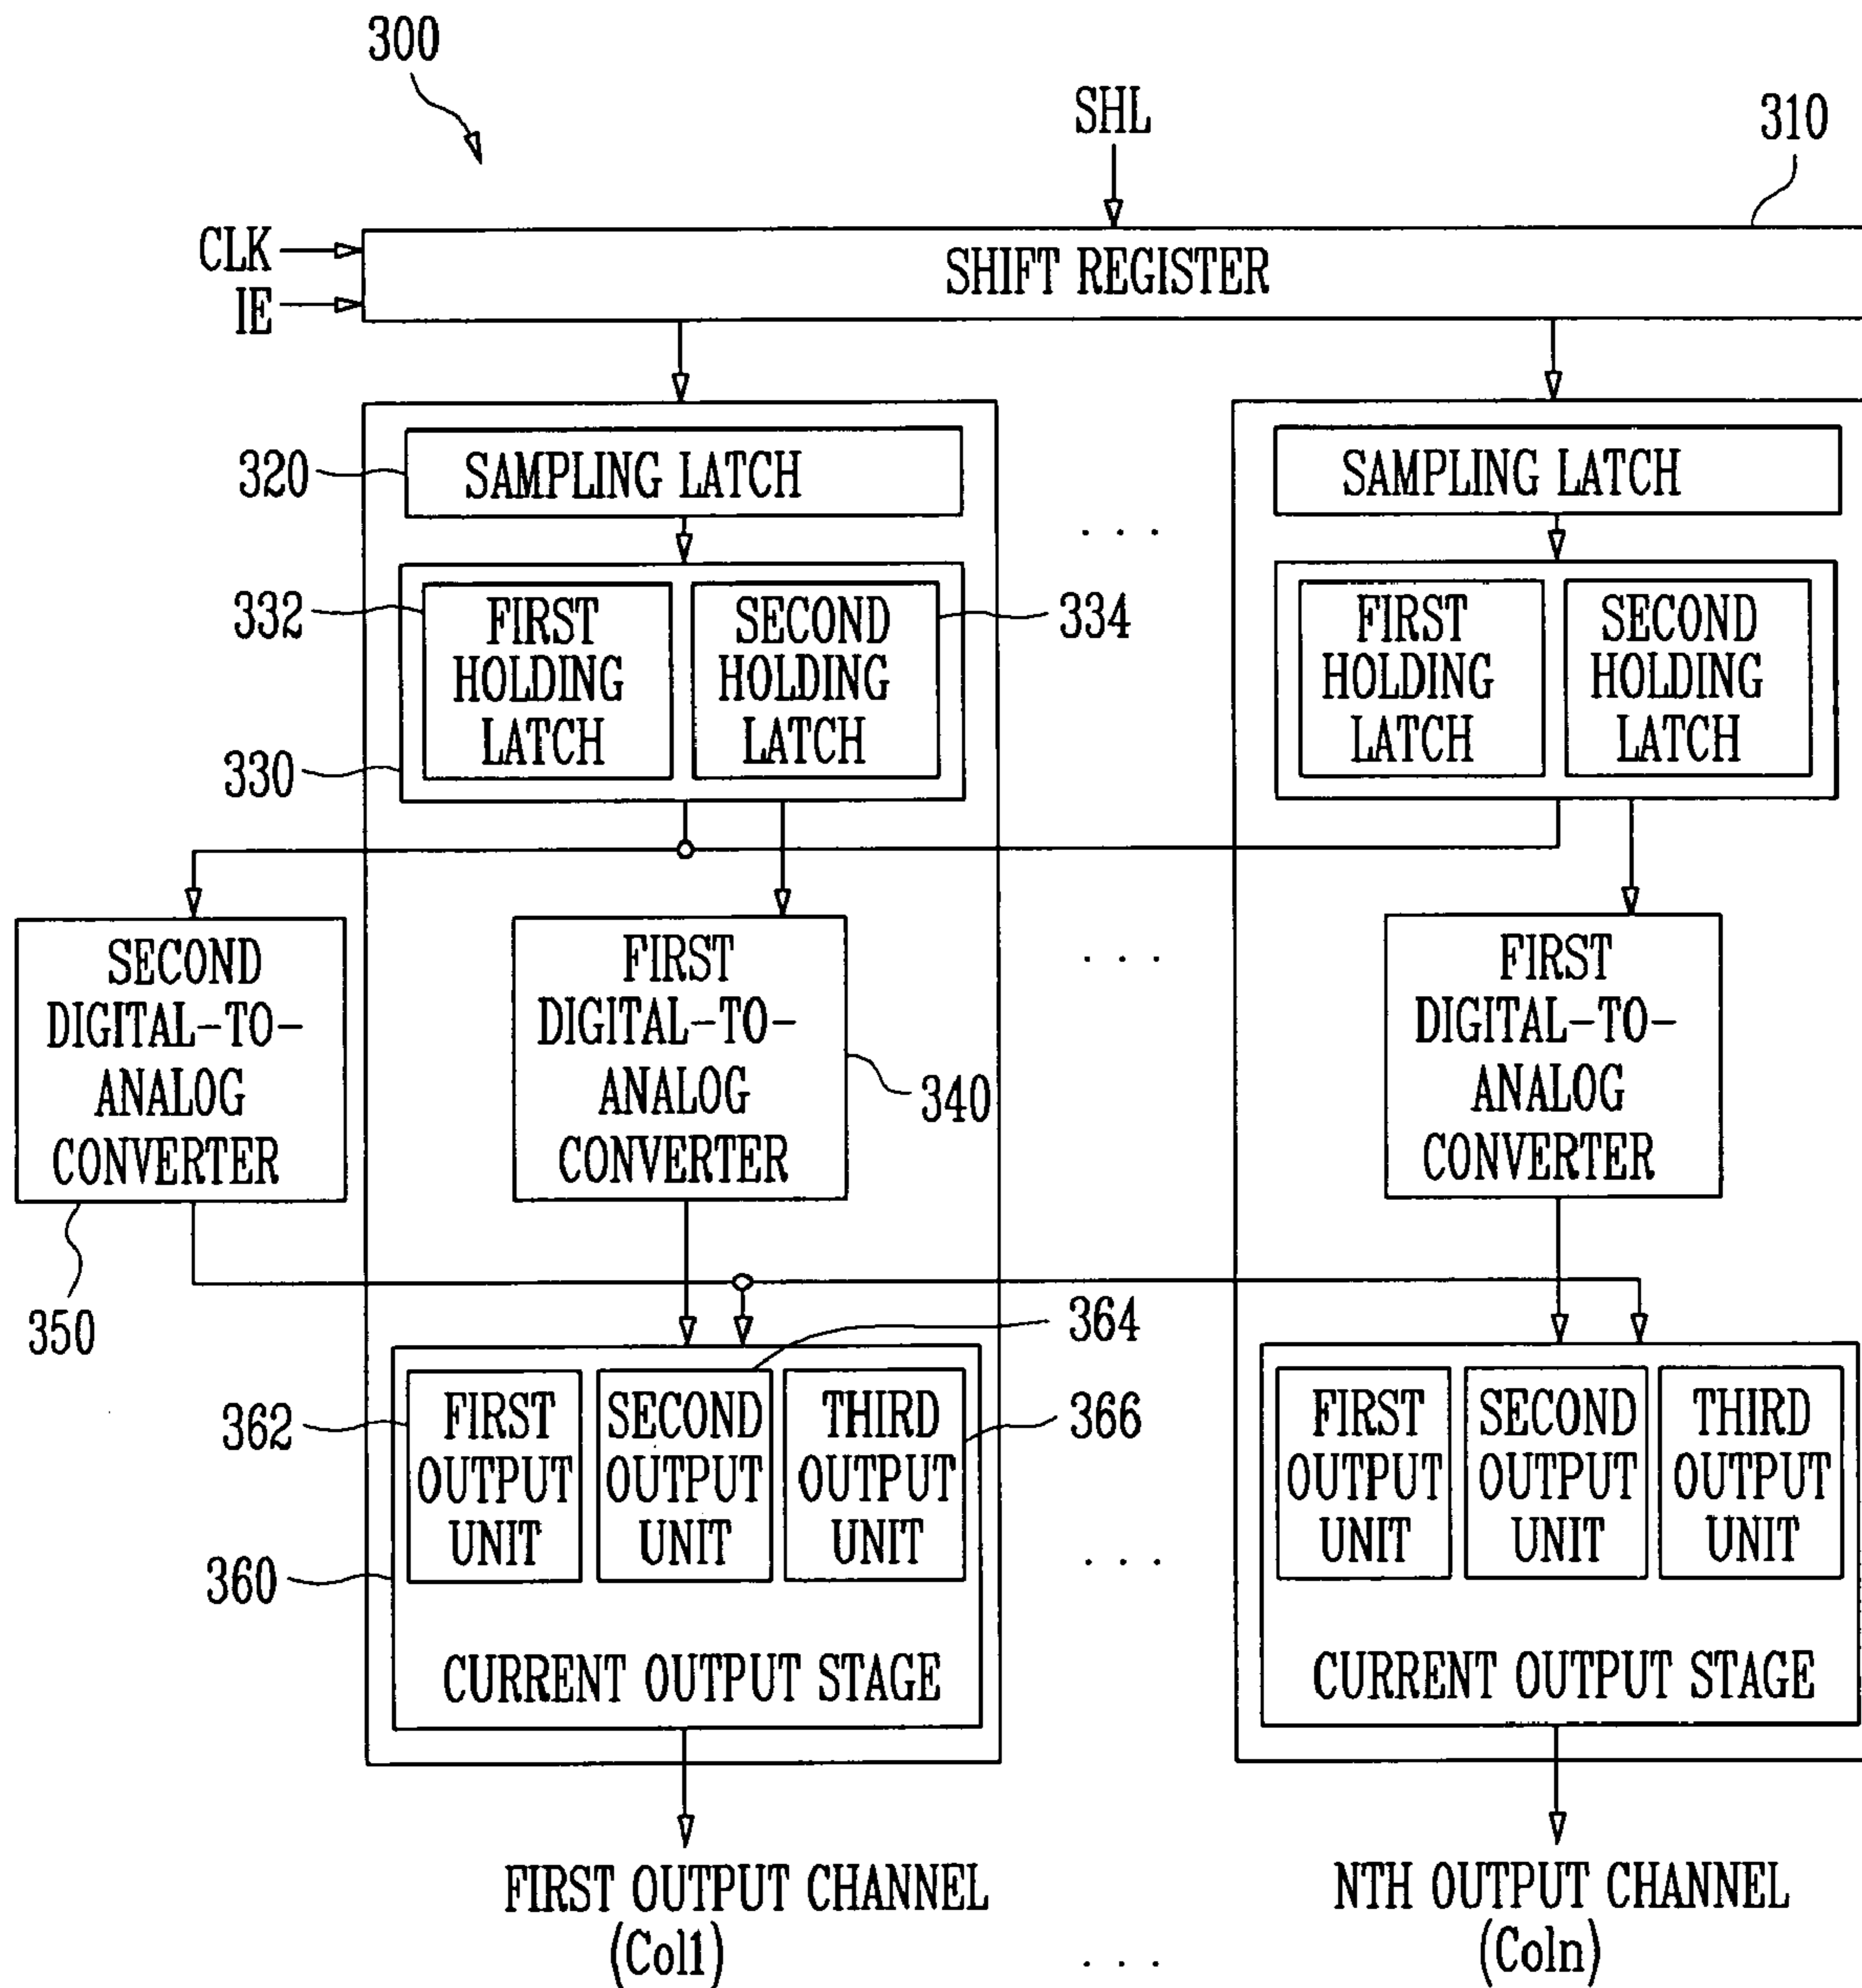 300
SHL
310
CLK
IE
SHIFT REGISTER
320
SAMPLING LATCH
. . .
SAMPLING LATCH
332
FIRST
HOLDING
LATCH
SECOND
HOLDING
LATCH
334
330
FIRST
HOLDING
LATCH
SECOND
HOLDING
LATCH
SECOND
DIGITAL-TO-
ANALOG
CONVERTER
350
FIRST
DIGITAL-TO-
ANALOG
CONVERTER
340
. . .
FIRST
DIGITAL-TO-
ANALOG
CONVERTER
364
362
FIRST
OUTPUT
UNIT
SECOND
OUTPUT
UNIT
THIRD
OUTPUT
UNIT
366
360
CURRENT OUTPUT STAGE
. . .
FIRST
OUTPUT
UNIT
SECOND
OUTPUT
UNIT
THIRD
OUTPUT
UNIT
CURRENT OUTPUT STAGE
FIRST OUTPUT CHANNEL
(Col1)
. . .
NTH OUTPUT CHANNEL
(Coln)